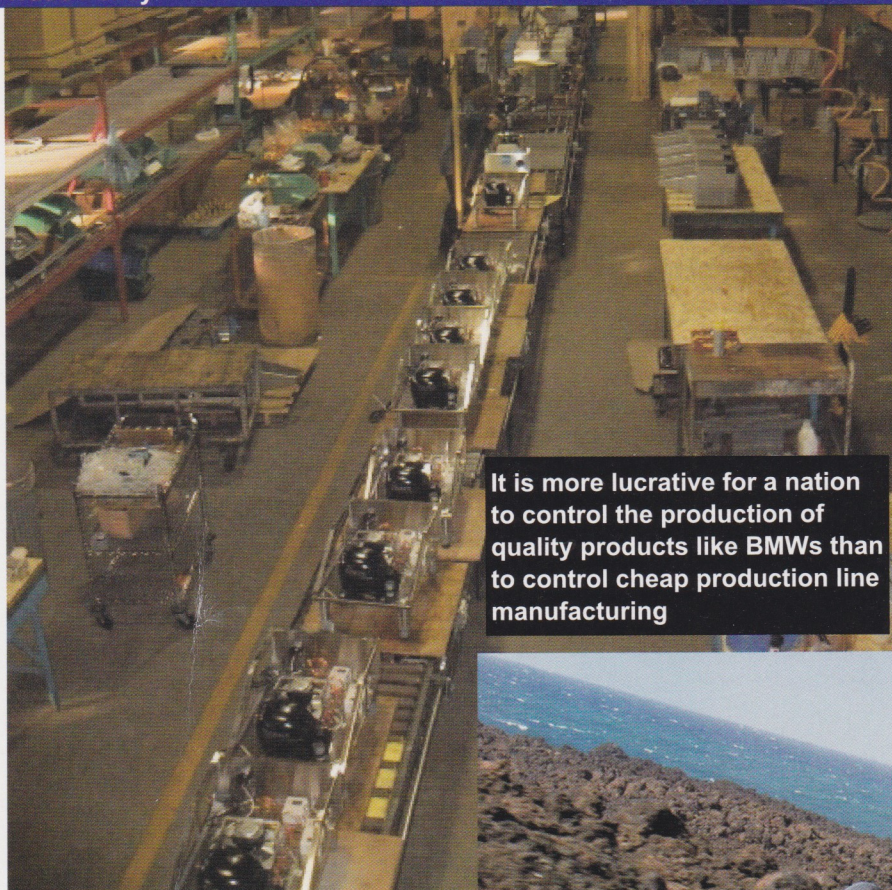 It is more lucrative for a nation
to control the production of
quality products like BMWs than
to control cheap production line
manufacturing